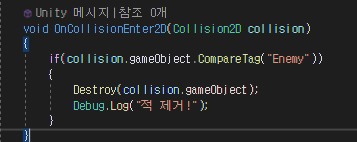 Unity 메시지|참조 0개
void OnCollisionEnter2D(Collision2D collision)
{
if(collision.gameObject.CompareTag("Enemy"))
{
Destroy(collision.gameObject);
Debug.Log("적 제거!");
}
}